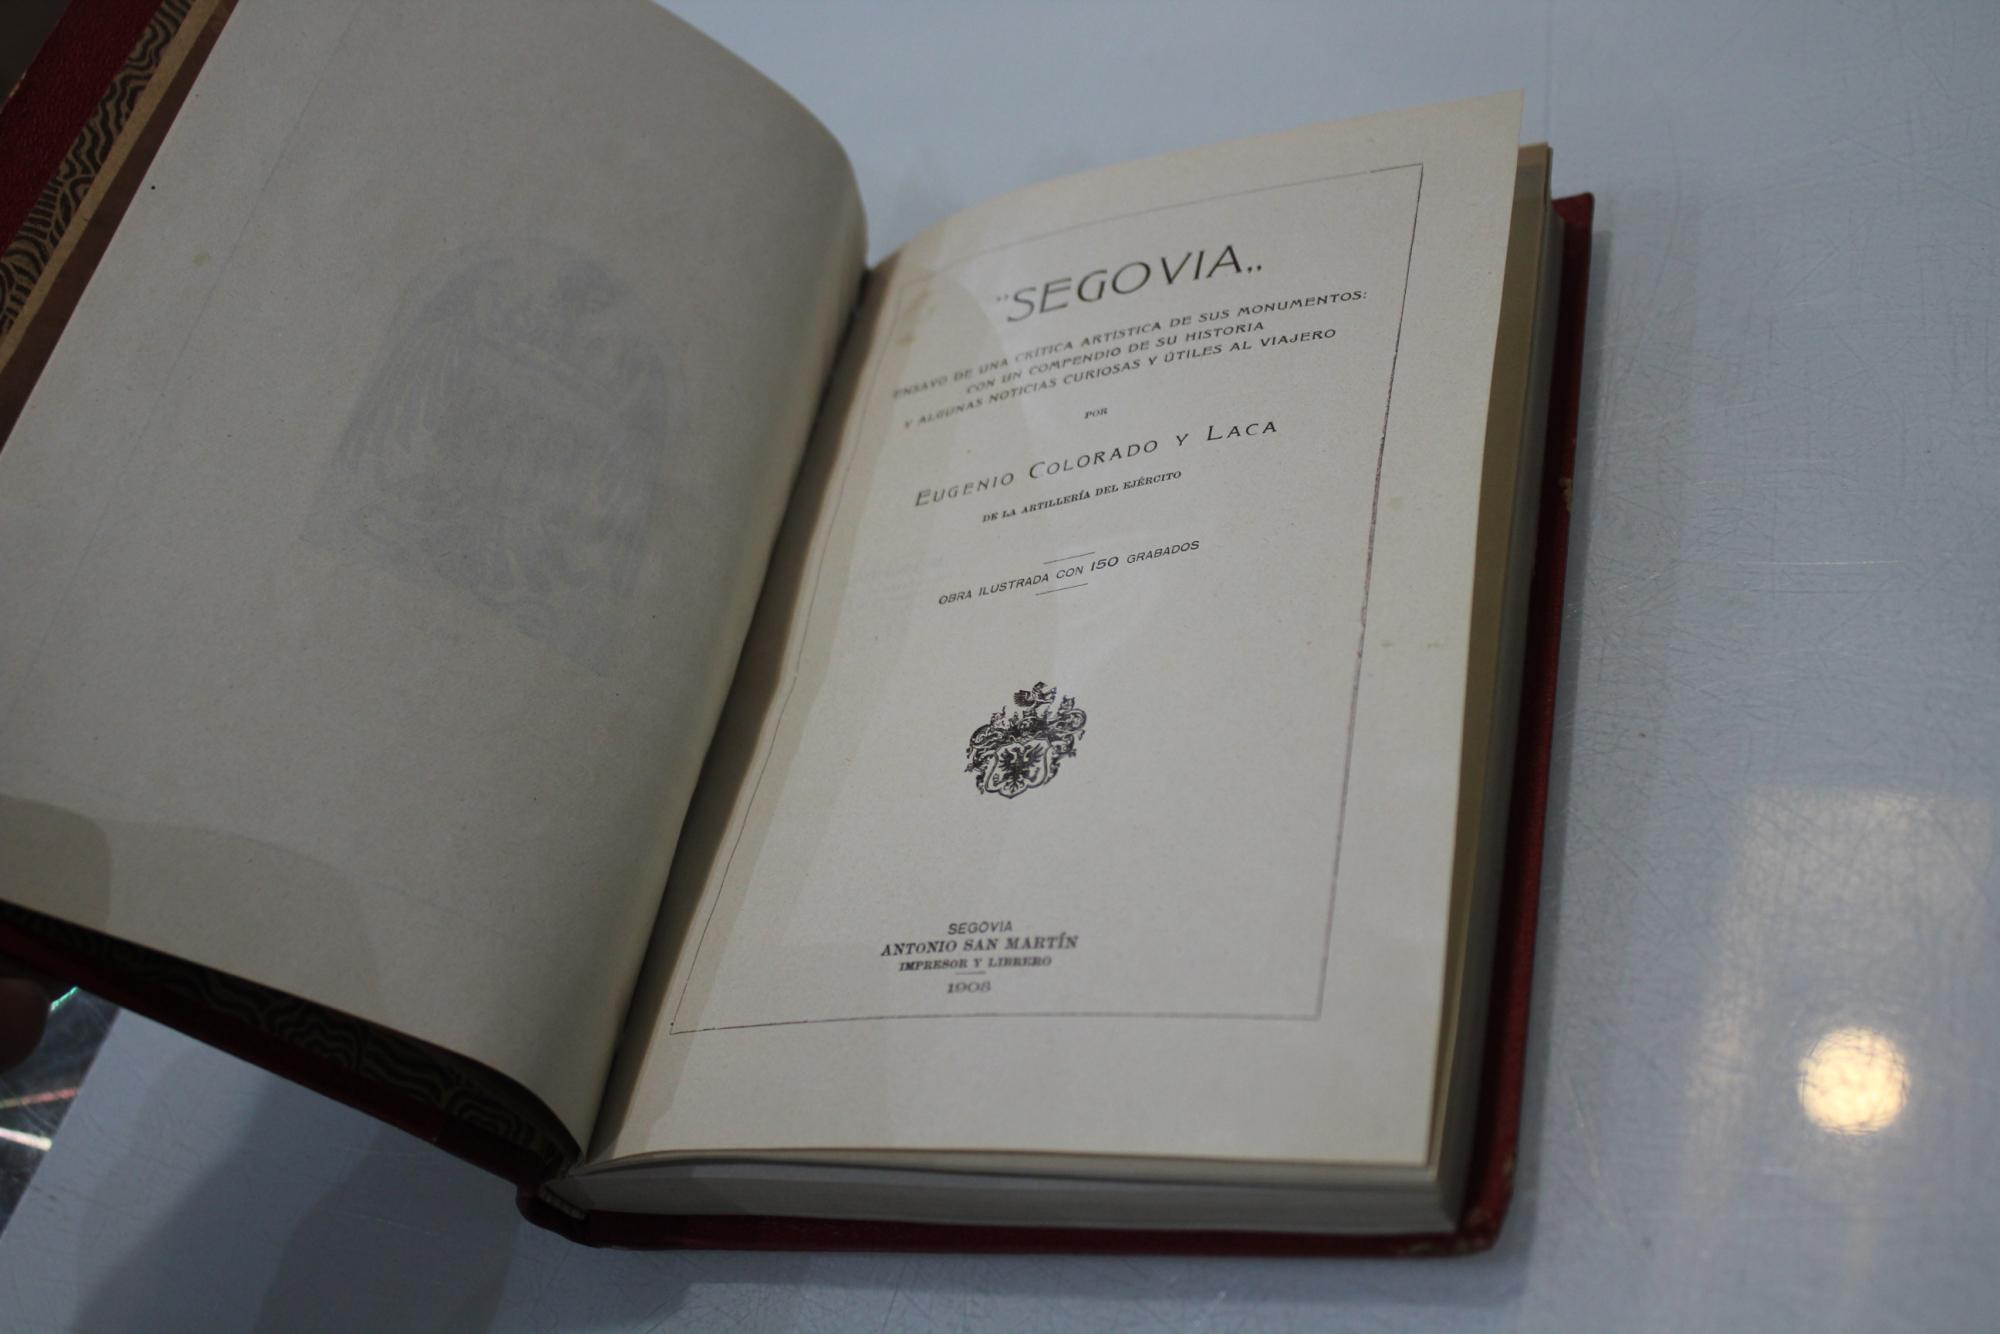 "SEGOVIA„
ENSAYO DE UNA CRÍTICA ARTÍSTICA DE SUS MONUMENTOS:
CON UN COMPENDIO DE SU HISTORIA
Y ALGUNAS NOTICIAS CURIOSAS Y ÚTILES AL VIAJERO
POR
EUGENIO COLORADO Y LACA
DE LA ARTILLERÍA DEL EJÉRCITO
OBRA ILUSTRADA CON 150 GRABADOS
SEGOVIA
ANTONIO SAN MARTÍN
IMPRESOR Y LIBRERO
1908